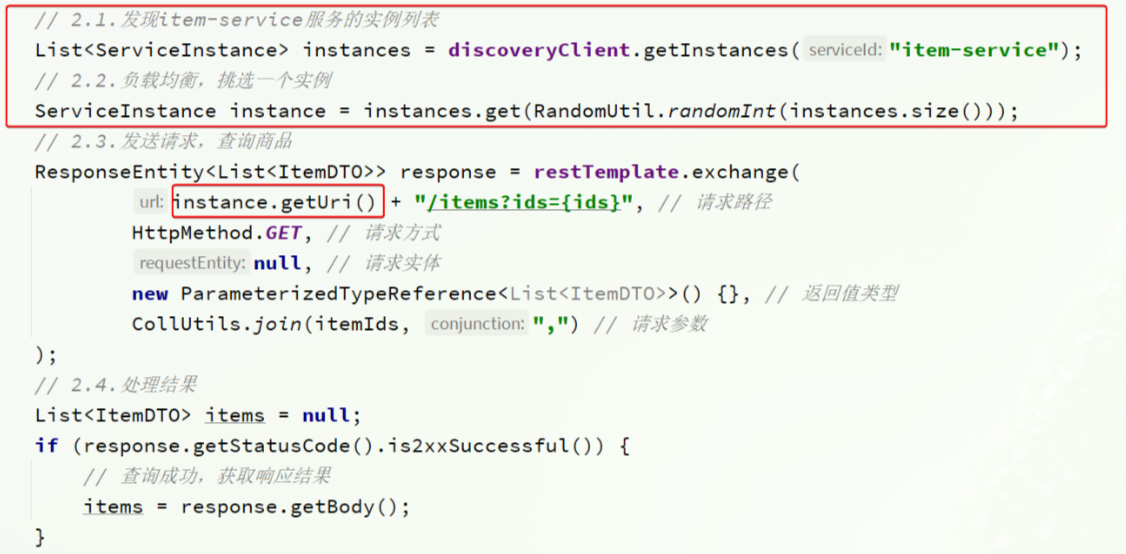 // 2.1.发现item-service服务的实例列表
List<ServiceInstance> instances = discoveryClient.getInstances( serviceId: "item-service");
// 2.2.负载均衡，挑选一个实例
ServiceInstance instance = instances.get(RandomUtil.randomInt(instances.size()));
// 2.3.发送请求，查询商品
ResponseEntity<List<ItemDTO>> response = restTemplate.exchange(
url: instance.getUri() + "/items?ids={ids}", // 请求路径
HttpMethod.GET, // 请求方式
requestEntity: null, // 请求实体
new ParameterizedTypeReference<List<ItemDTO>>() {}, // 返回值类型
CollUtils.join(itemIds, conjunction: ",") // 请求参数
);
// 2.4.处理结果
List<ItemDTO> items = null;
if (response.getStatusCode().is2xxSuccessful()) {
// 查询成功，获取响应结果
items = response.getBody();
}